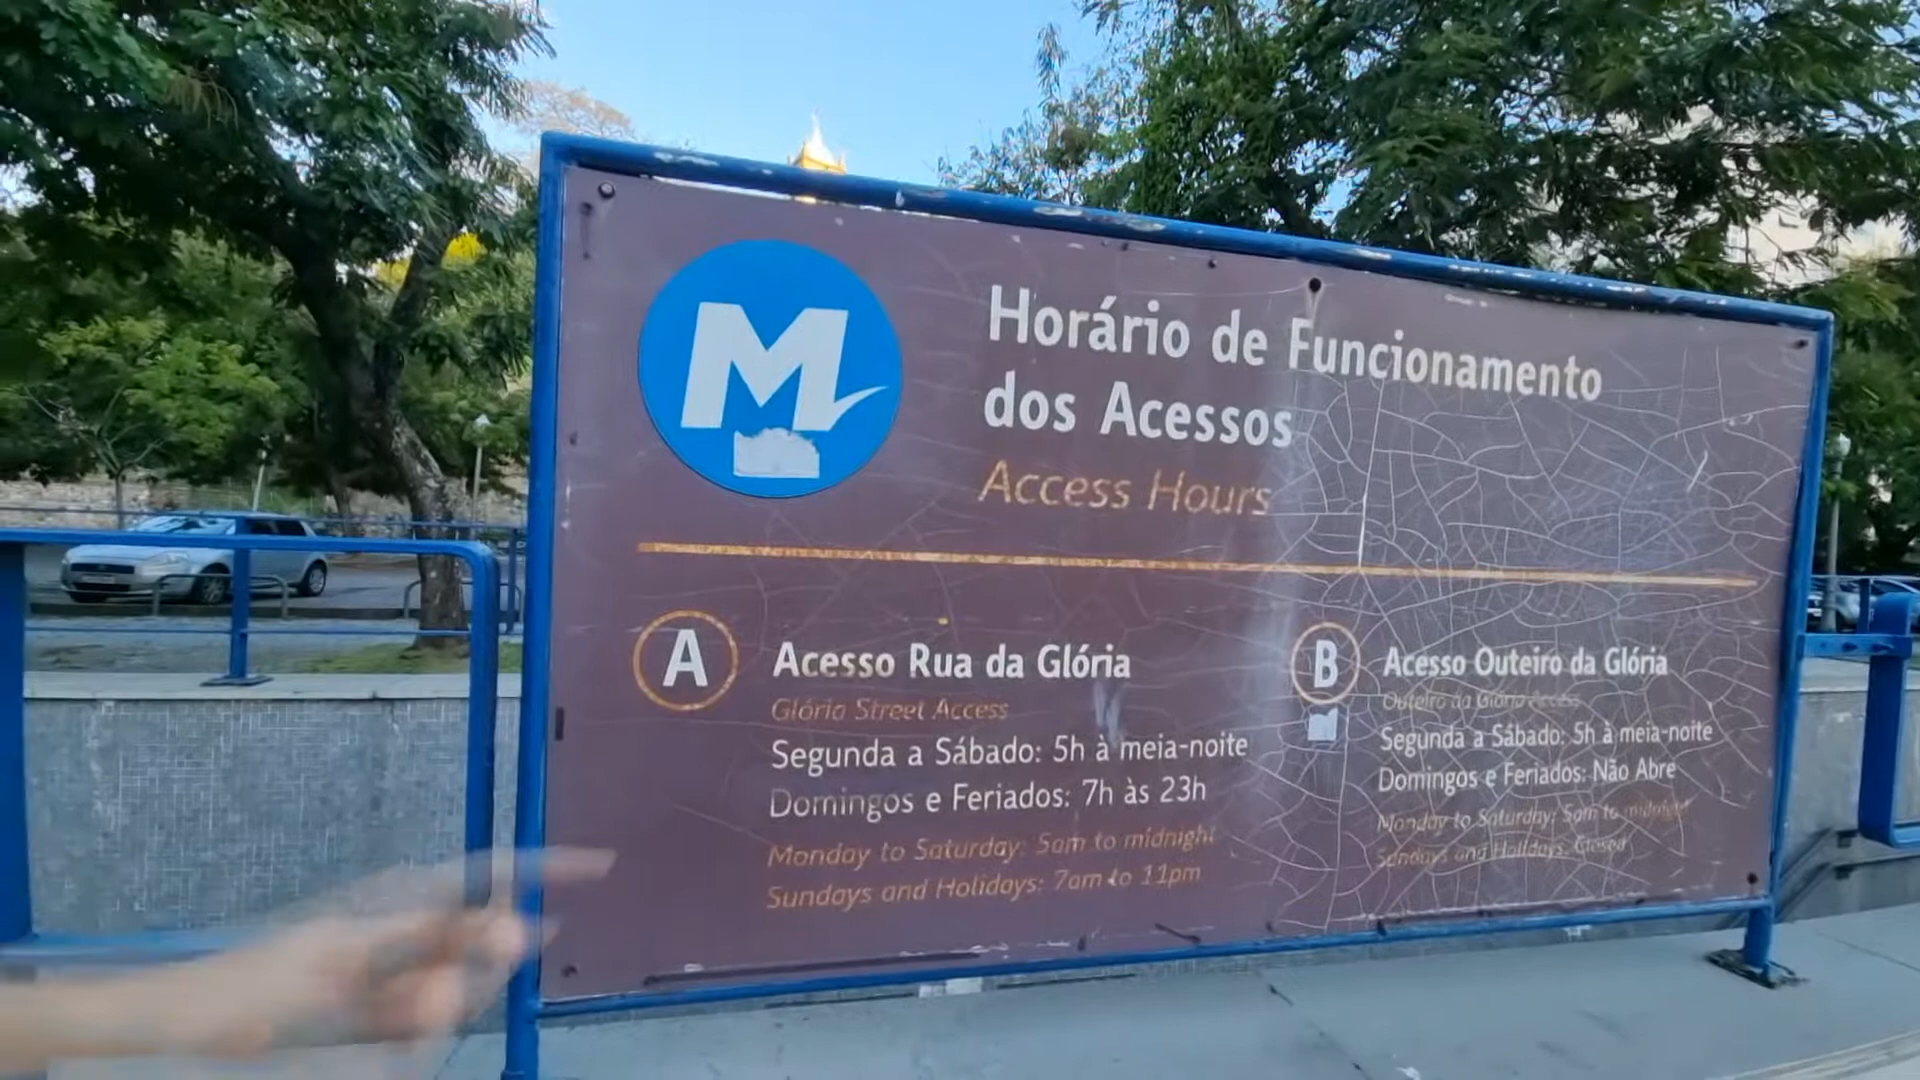 M
Horário de Funcionamento
dos Acessos
Access Hours
A
Acesso Rua da Glória
Glória Street Access
Segunda a Sábado: 5h à meia-noite
Domingos e Feriados: 7h às 23h
Monday to Saturday: 5am to midnight
Sundays and Holidays: 7am to 11pm
B
Acesso Outeiro da Glória
Outeiro da Glória Access
Segunda a Sábado: 5h à meia-noite
Domingos e Feriados: Não Abre
Monday to Saturday: 5am to midnight
Sundays and Holidays: Closed